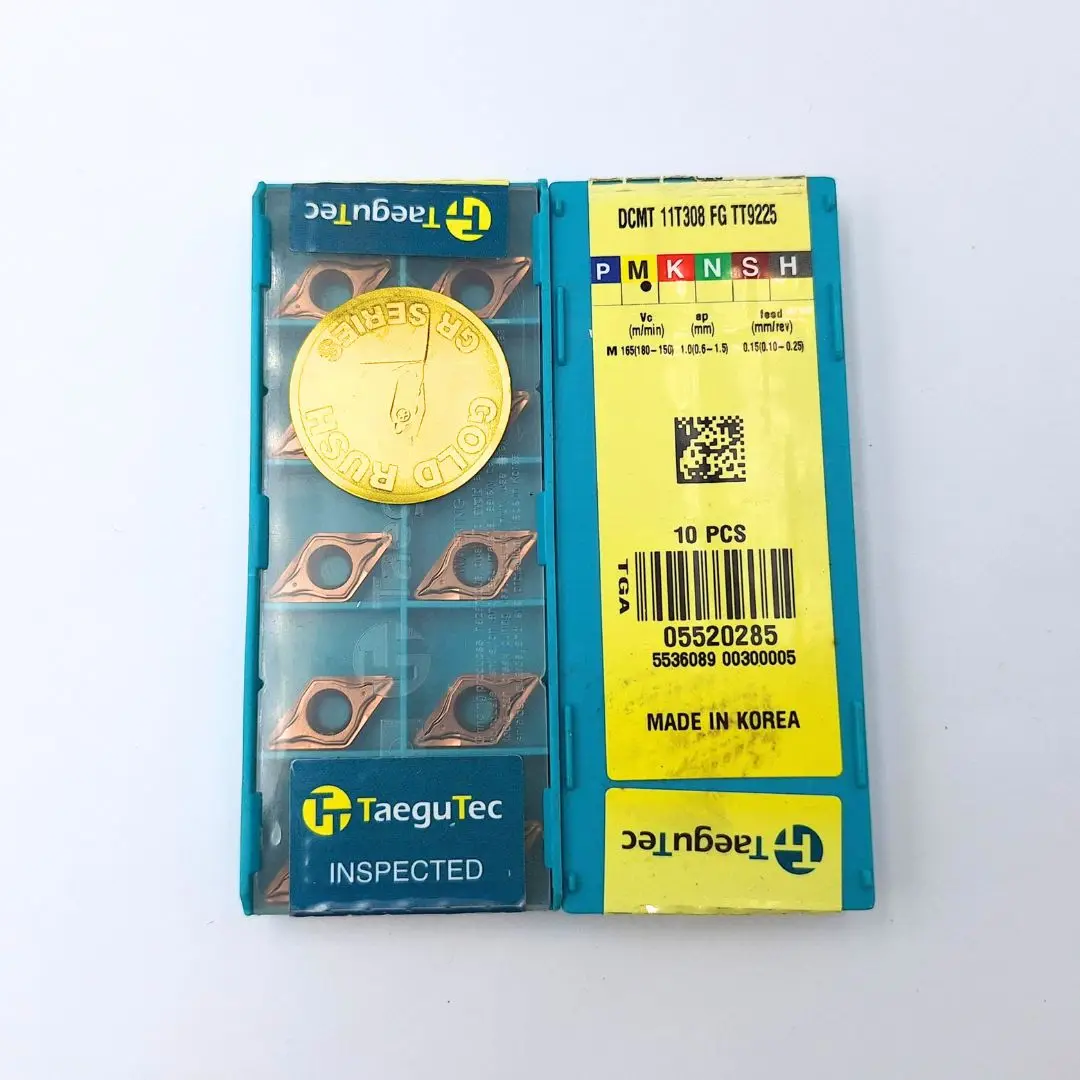 TaeguTec
GR SERIES
GOLD RUSH
TaeguTec
INSPECTED
DCMT 11T308 FG TT9225
P M K N S H
Vc ap feed
(m/min) (mm) (mm/rev)
M 165(180-150) 1.0(0.6-1.5) 0.15(0.10-0.25)
10 PCS
TGA
05520285
5536089 00300005
MADE IN KOREA
TaeguTec